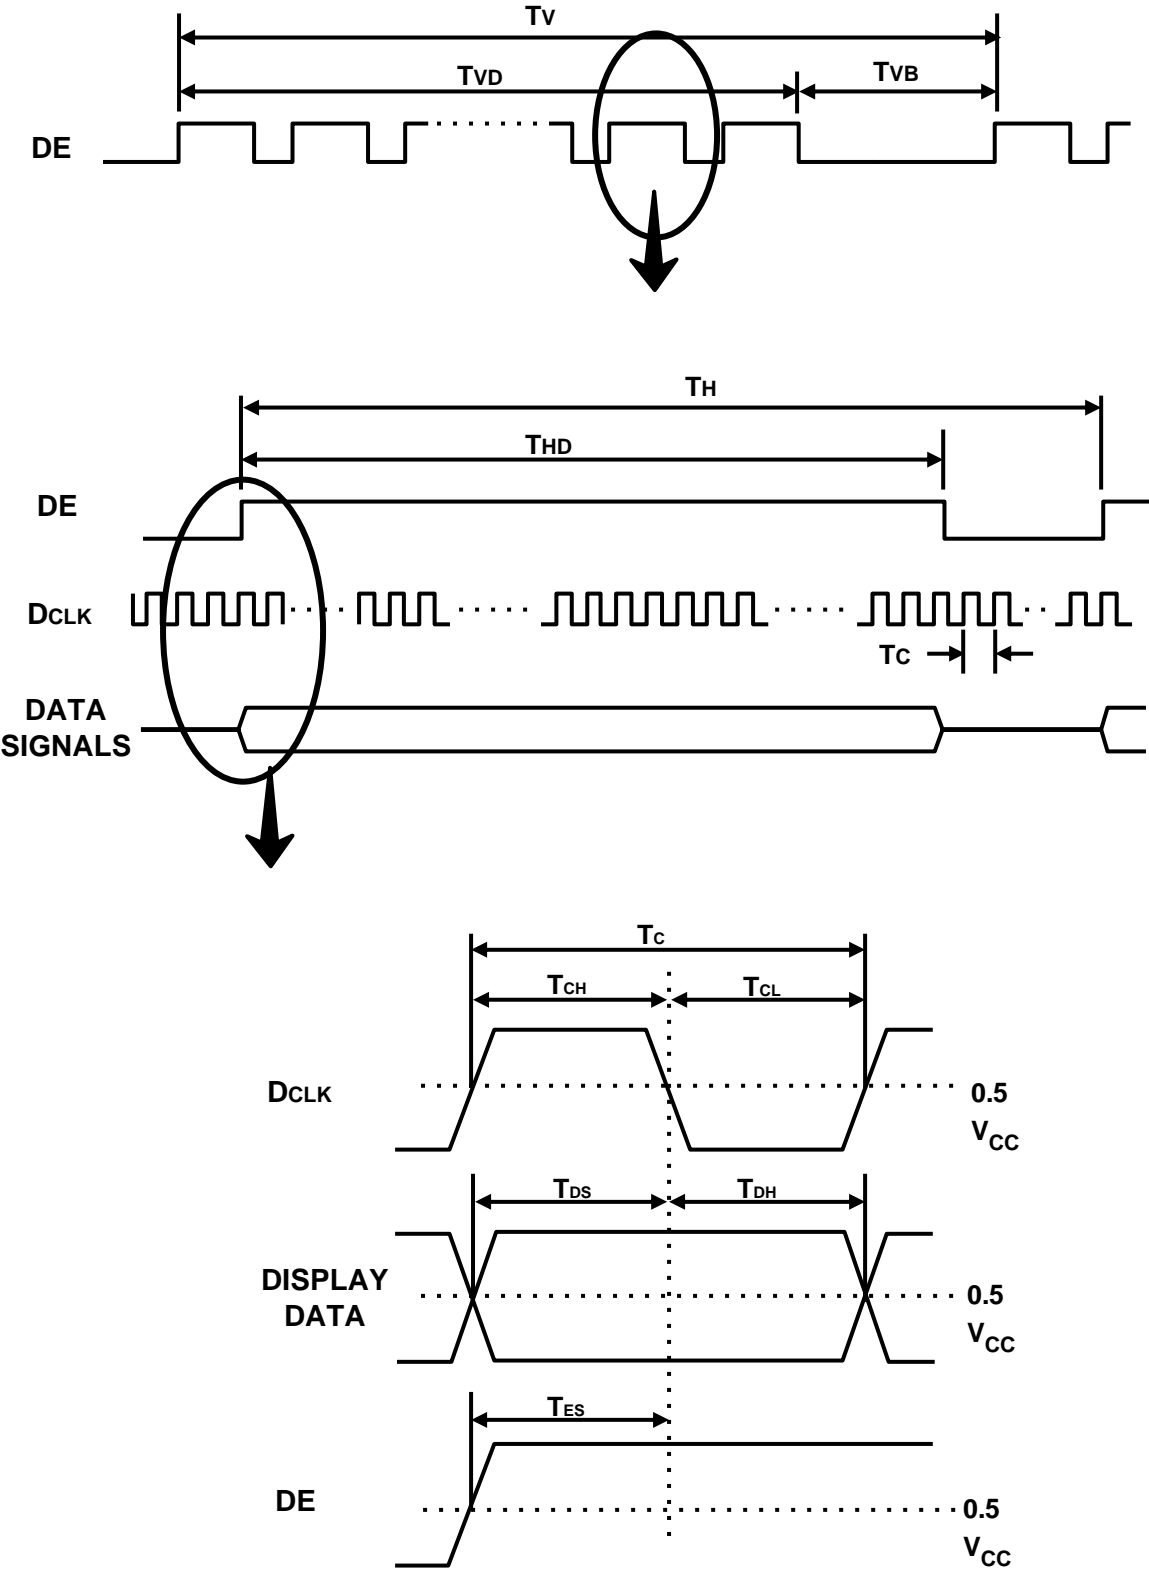 TV
TVD
TVB
DE
TH
THD
DE
DCLK
TC
DATA
SIGNALS
TC
TCH
TCL
DCLK
0.5
VCC
TDS
TDH
DISPLAY
DATA
0.5
VCC
TES
DE
0.5
VCC